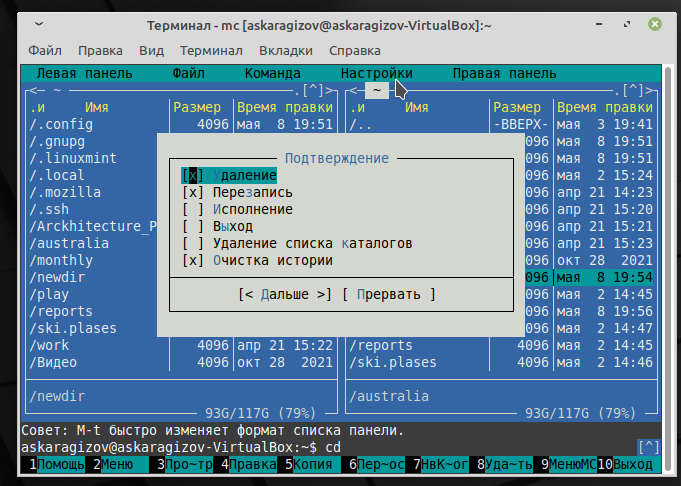 Терминал - mc [askaragizov@askaragizov-VirtualBox]:~
Файл Правка Вид Терминал Вкладки Справка
Левая панель Файл Команда Настройки Правая панель
<— ~ .[^]> <— ~ .[^]>
.и Имя Размер Время правки .и Имя Размер Время правки
/.config 4096 мая 8 19:51 /.. -ВВЕРХ- мая 3 19:41
/.gnupg 096 мая 8 19:51
/.linuxmint Подтверждение 096 мая 8 19:51
/.local [x] Удаление 096 мая 2 15:24
/.mozilla [x] Перезапись 096 апр 21 14:23
/.ssh [ ] Исполнение 096 апр 21 15:20
/Arckhitecture_P [ ] Выход 096 апр 21 15:21
/australia [ ] Удаление списка каталогов 096 апр 21 15:23
/monthly [x] Очистка истории 096 окт 28 2021
/newdir 096 мая 8 19:54
/play [< Дальше >] [ Прервать ] 096 мая 2 14:45
/reports 096 мая 8 19:56
/ski.plases 096 мая 2 14:47
/work 4096 апр 21 15:22 /reports 4096 мая 2 14:45
/Видео 4096 окт 28 2021 /ski.plases 4096 мая 2 14:46
/newdir /australia
93G/117G (79%) 93G/117G (79%)
Совет: M-t быстро изменяет формат списка панели.
askaragizov@askaragizov-VirtualBox:~$ cd [^]
1Помощь 2Меню 3Про~тр 4Правка 5Копия 6Пер~ос 7НвК~ог 8Уда~ть 9МенюMC 10Выход